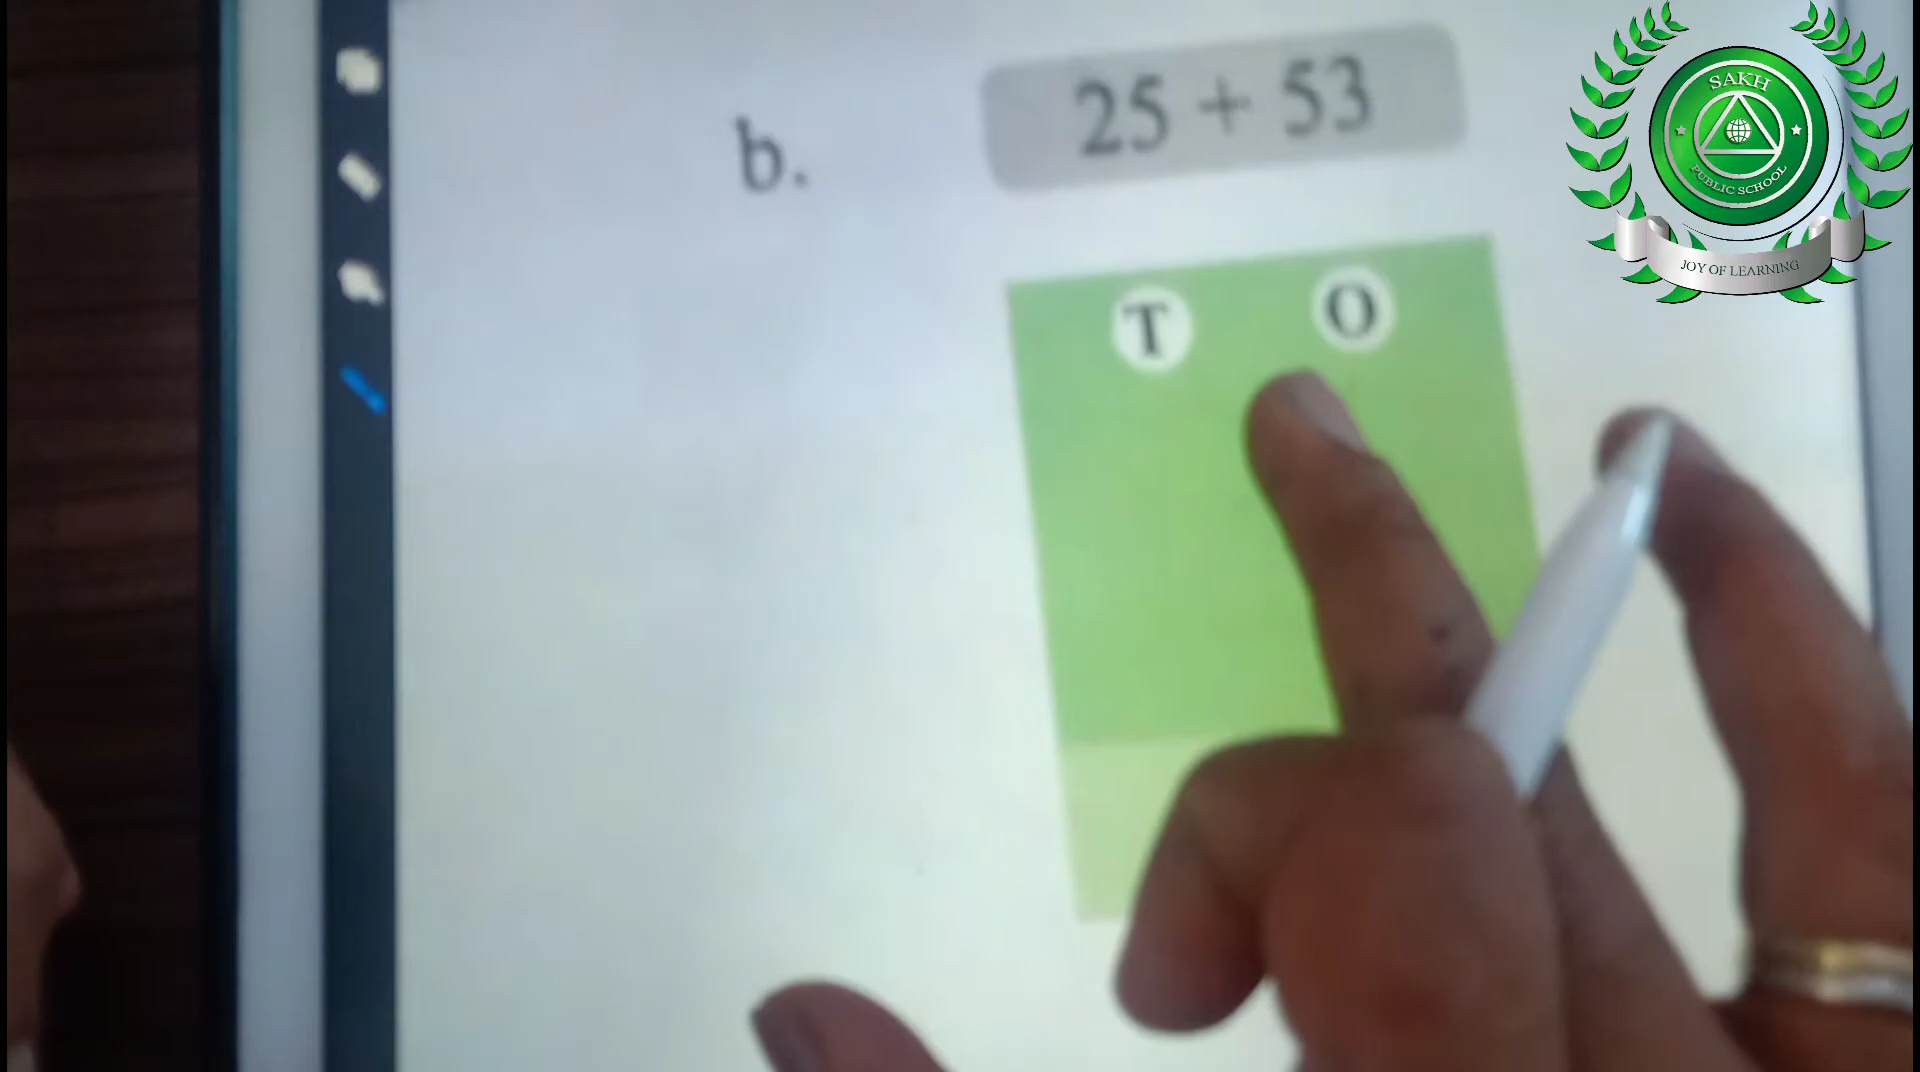 b.
25 + 53
T O
SAKH
PUBLIC SCHOOL
JOY OF LEARNING